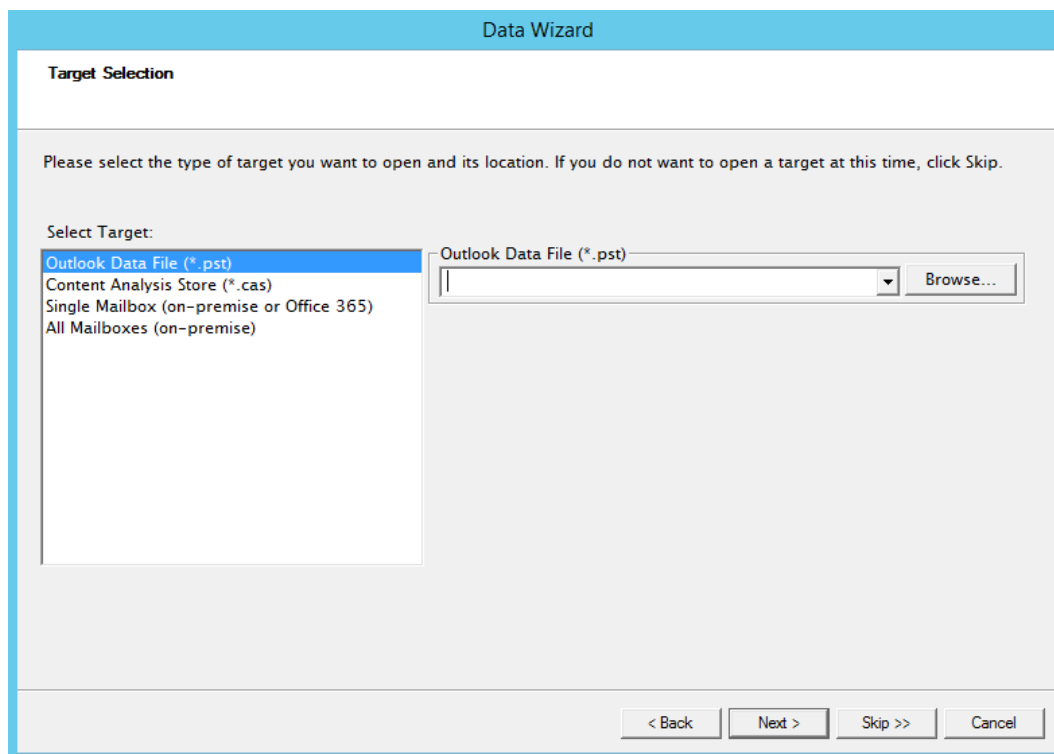 Data Wizard
Target Selection
Please select the type of target you want to open and its location. If you do not want to open a target at this time, click Skip.
Select Target:
Outlook Data File (*.pst)
Content Analysis Store (*.cas)
Single Mailbox (on-premise or Office 365)
All Mailboxes (on-premise)
Outlook Data File (*.pst)
Browse...
< Back
Next >
Skip >>
Cancel